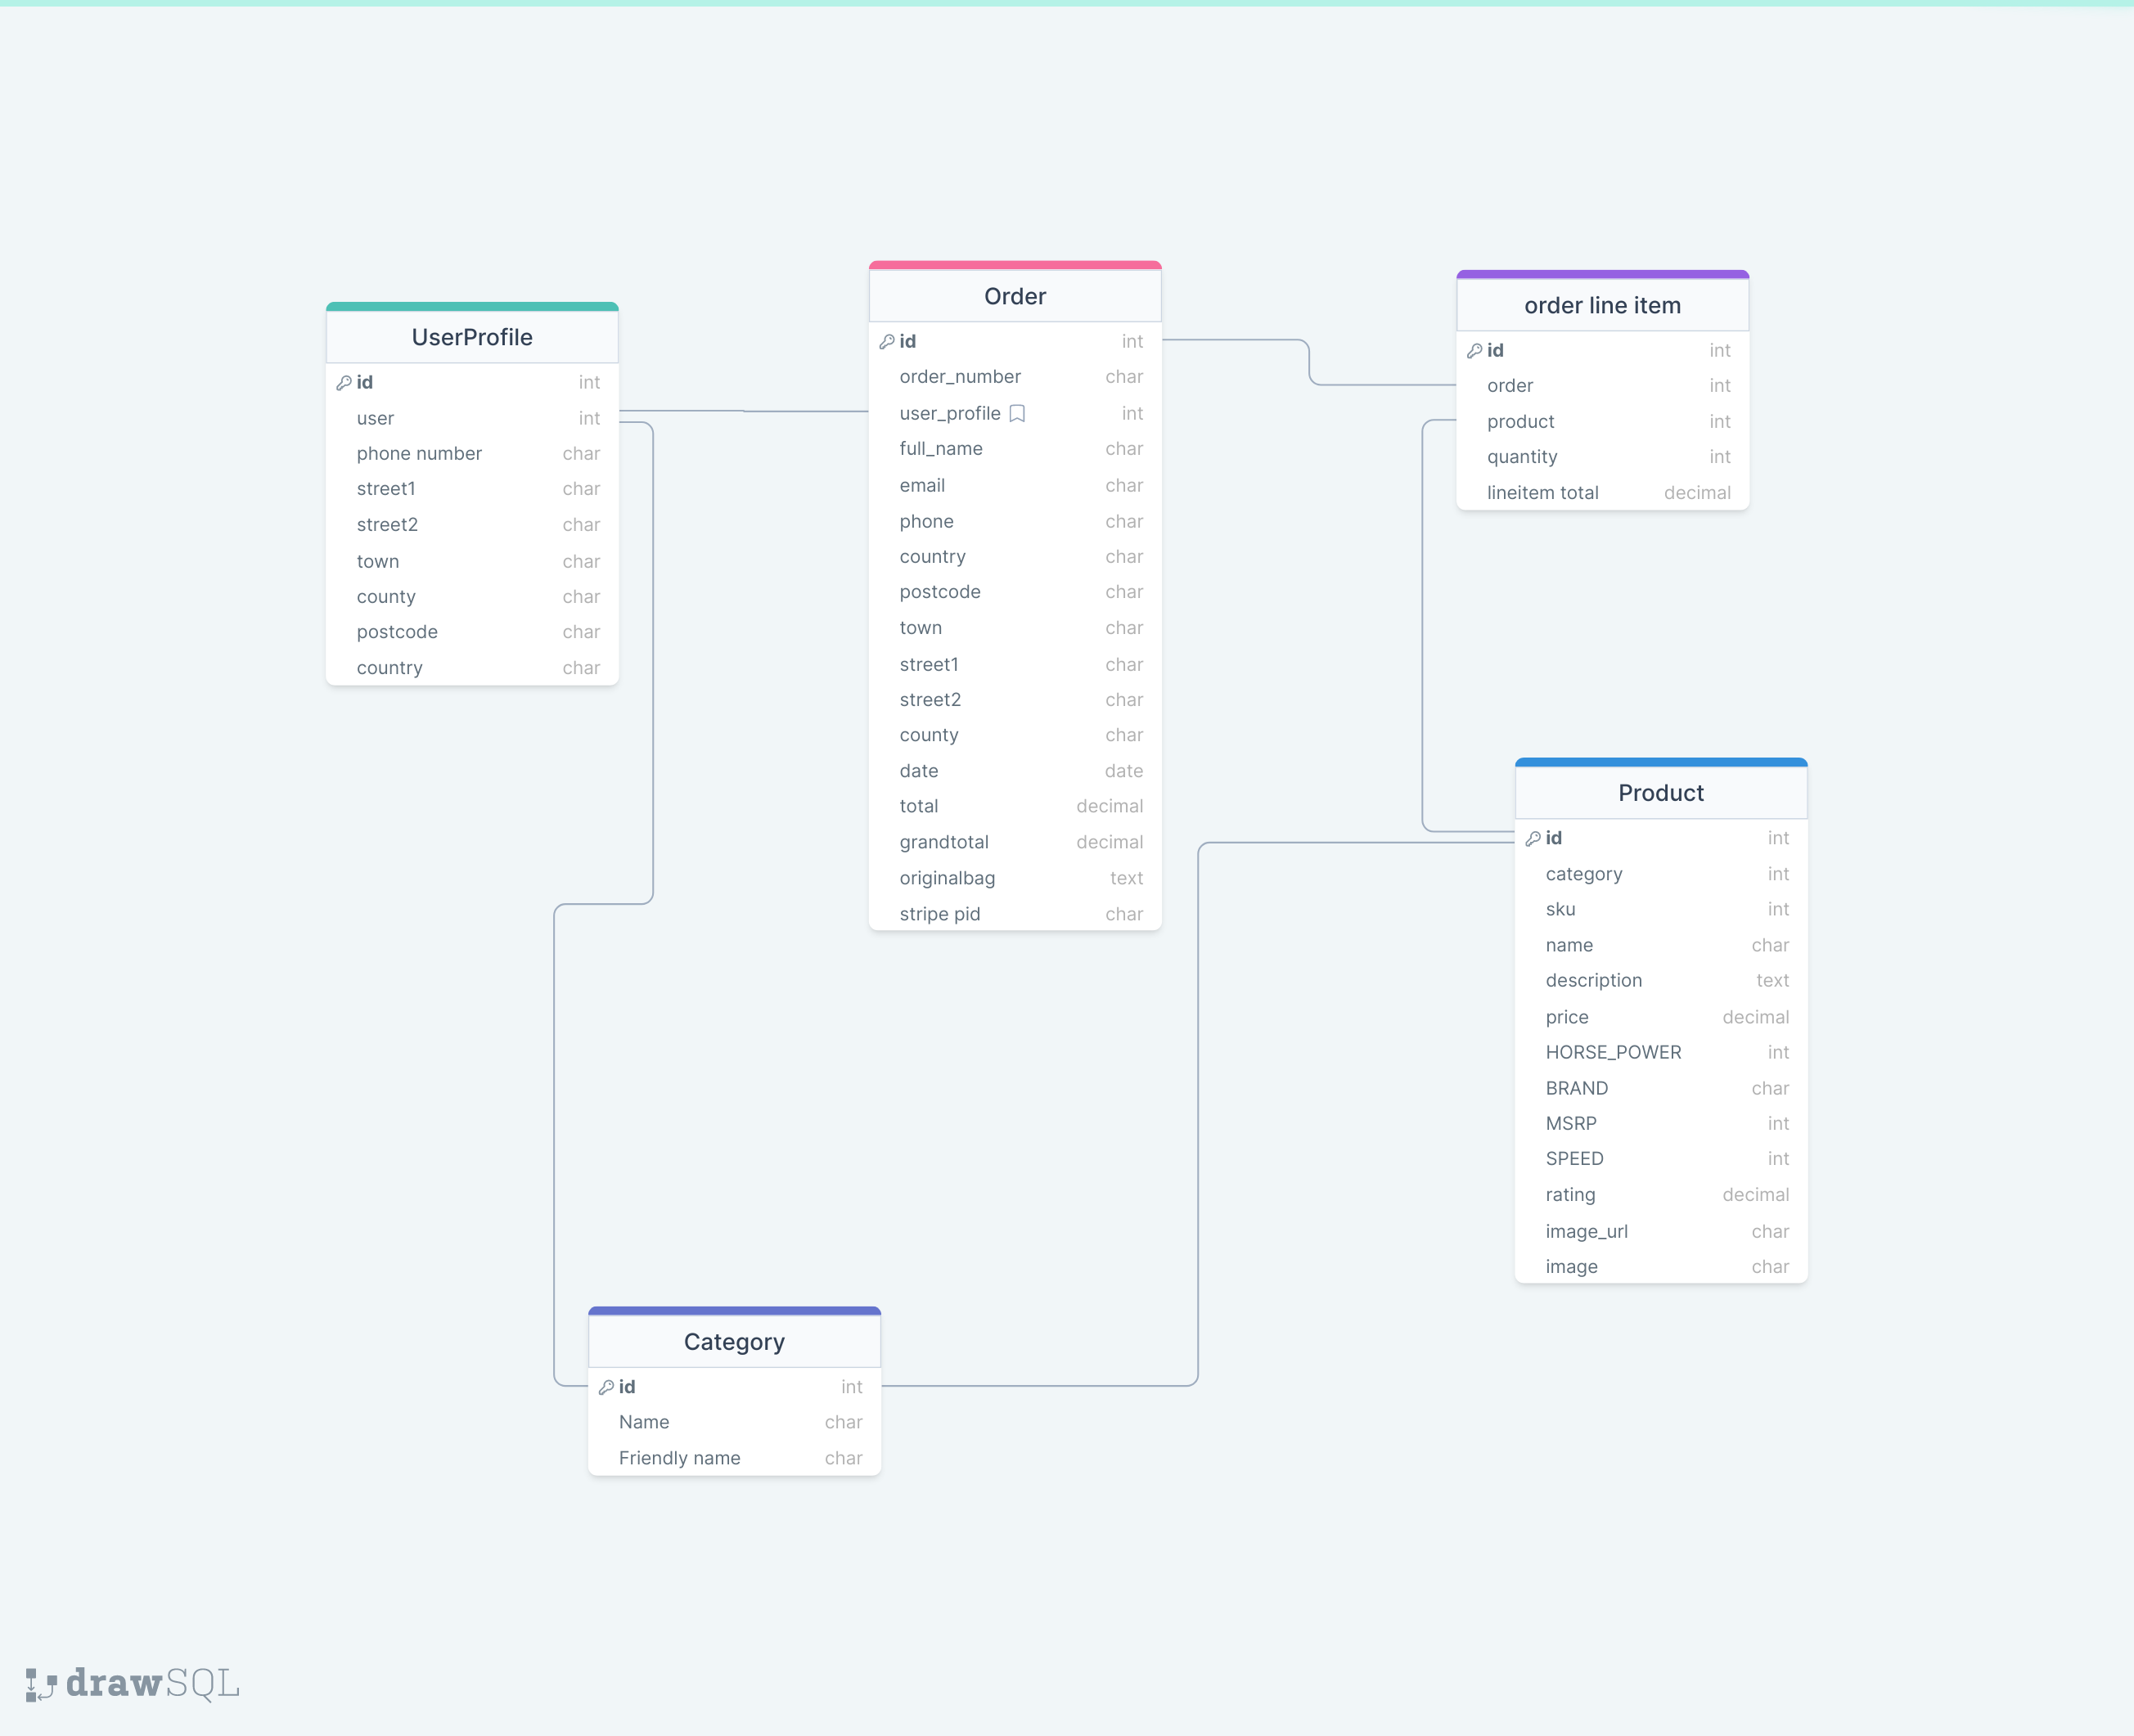 UserProfile
id int
user int
phone number char
street1 char
street2 char
town char
county char
postcode char
country char
Order
id int
order_number char
user_profile int
full_name char
email char
phone char
country char
postcode char
town char
street1 char
street2 char
county char
date date
total decimal
grandtotal decimal
originalbag text
stripe pid char
order line item
id int
order int
product int
quantity int
lineitem total decimal
Product
id int
category int
sku int
name char
description text
price decimal
HORSE_POWER int
BRAND char
MSRP int
SPEED int
rating decimal
image_url char
image char
Category
id int
Name char
Friendly name char
drawSQL